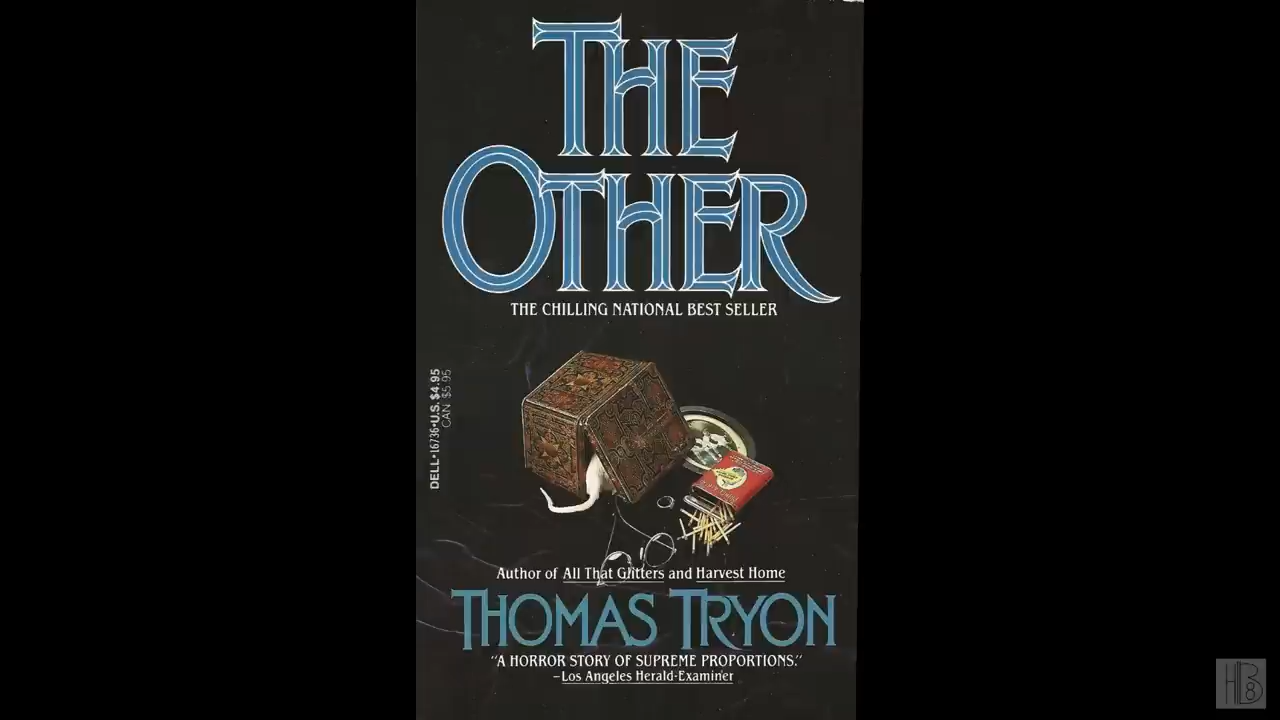 THE
OTHER
THE CHILLING NATIONAL BEST SELLER
DELL•16736•U.S. $4.95
CAN. $5.95
Author of All That Glitters and Harvest Home
THOMAS TRYON
"A HORROR STORY OF SUPREME PROPORTIONS."
—Los Angeles Herald-Examiner
HB8